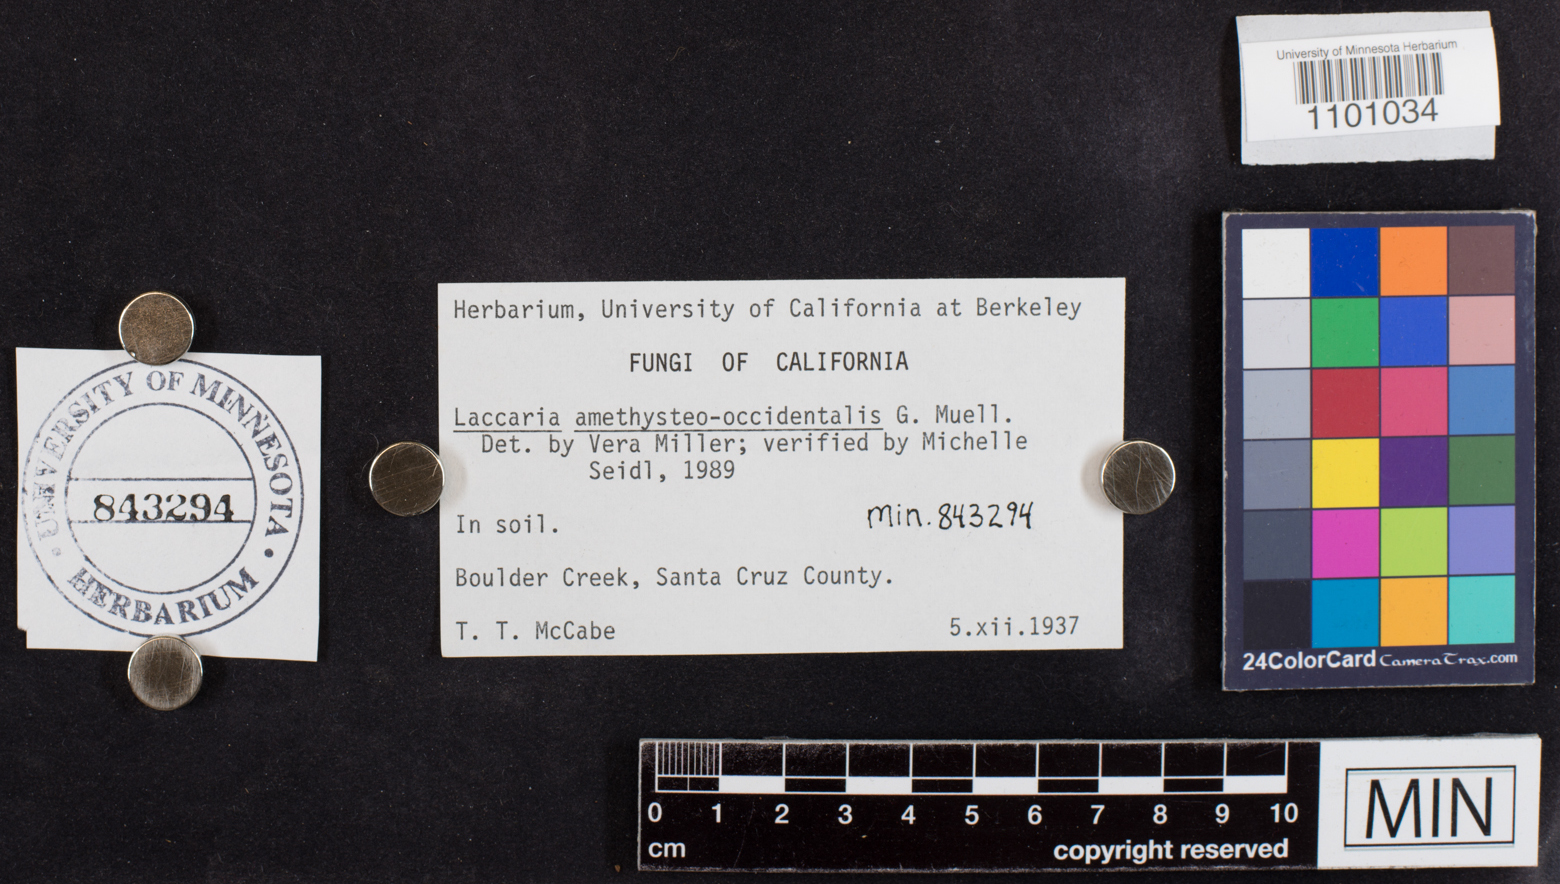 University of Minnesota Herbarium
1101034
UNIVERSITY OF MINNESOTA
843294
• HERBARIUM •
Herbarium, University of California at Berkeley
FUNGI OF CALIFORNIA
Laccaria amethysteo-occidentalis G. Muell.
Det. by Vera Miller; verified by Michelle
Seidl, 1989
min. 843294
In soil.
Boulder Creek, Santa Cruz County.
T. T. McCabe 5.xii.1937
24ColorCard CameraTrax.com
0 1 2 3 4 5 6 7 8 9 10
cm copyright reserved
MIN